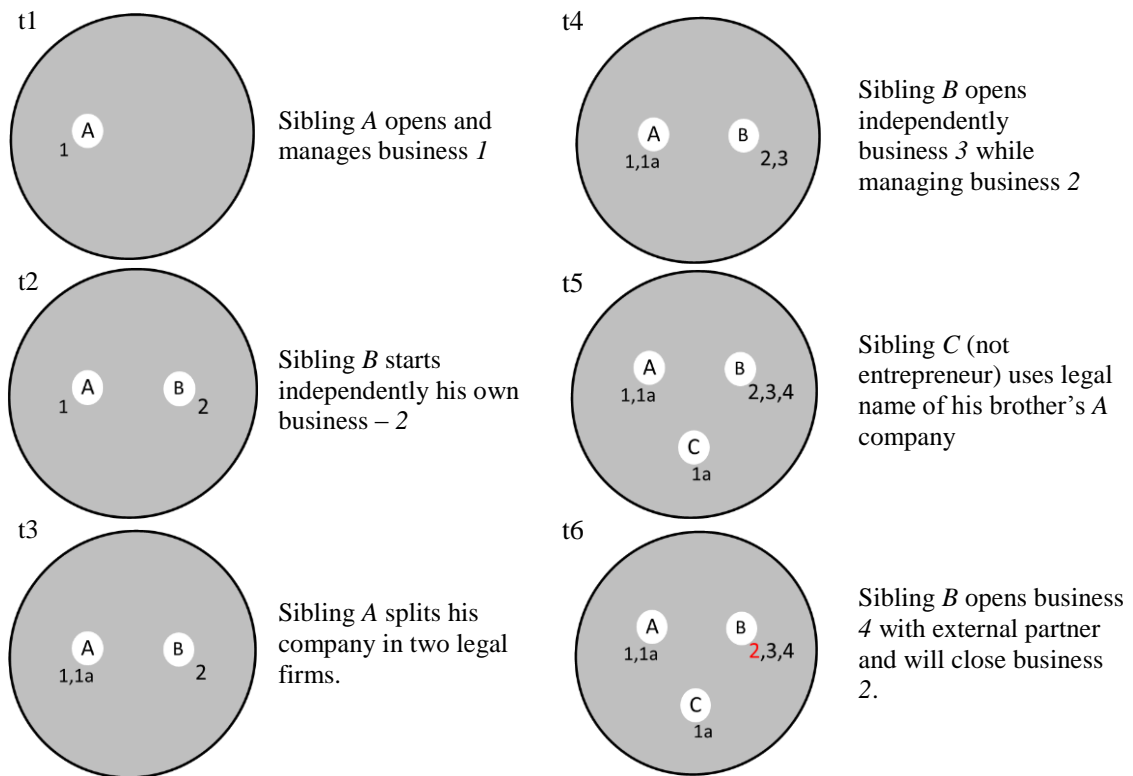 t1
A
1
Sibling A opens and
manages business 1
t2
A
1
B
2
Sibling B starts
independently his own
business – 2
t3
A
1,1a
B
2
Sibling A splits his
company in two legal
firms.
t4
A
1,1a
B
2,3
Sibling B opens
independently
business 3 while
managing business 2
t5
A
1,1a
B
2,3,4
C
1a
Sibling C (not
entrepreneur) uses legal
name of his brother’s A
company
t6
A
1,1a
B
2,3,4
C
1a
Sibling B opens business
4 with external partner
and will close business
2.